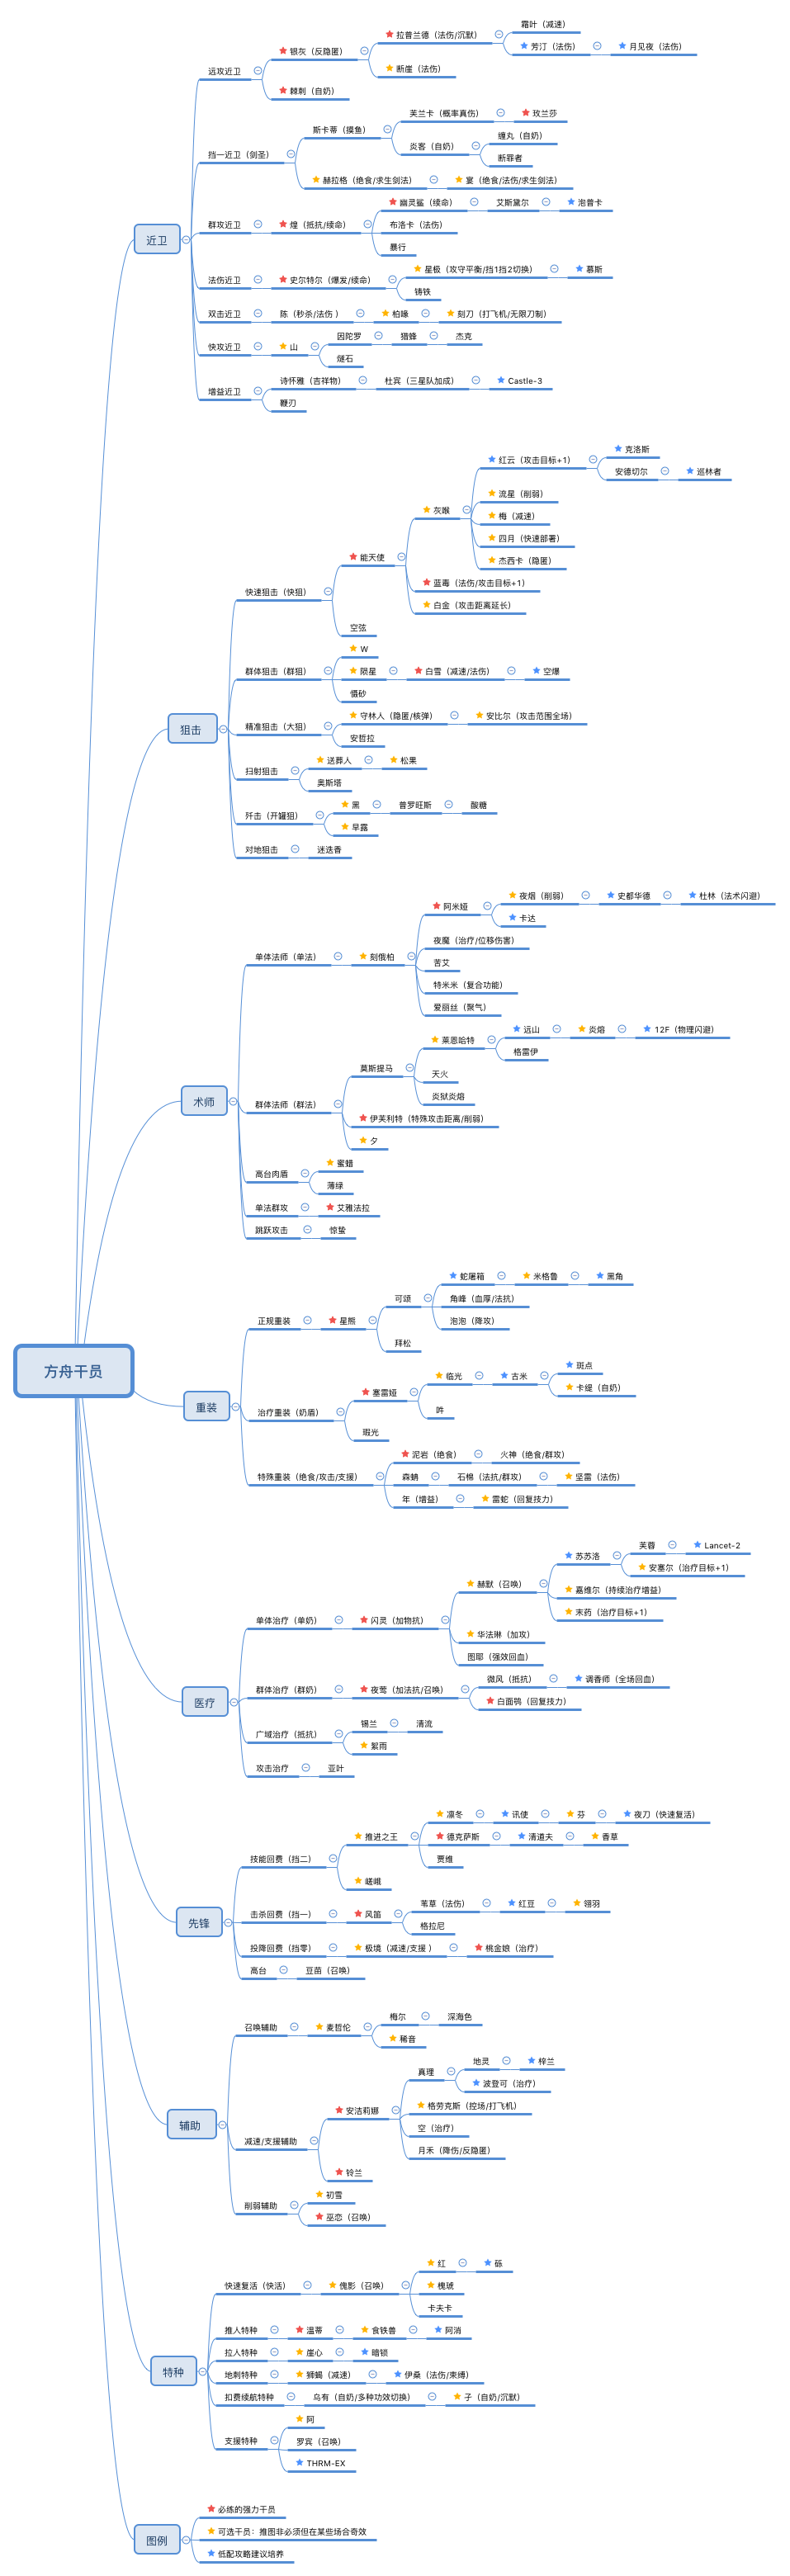 方舟干员
近卫
远攻近卫
银灰（反隐匿）
拉普兰德（法伤/沉默）
霜叶（减速）
芳汀（法伤）
月见夜（法伤）
断崖（法伤）
棘刺（自奶）
挡一近卫（剑圣）
斯卡蒂（摸鱼）
芙兰卡（概率真伤）
玫兰莎
炎客（自奶）
缠丸（自奶）
断罪者
赫拉格（绝食/求生剑法）
宴（绝食/法伤/求生剑法）
群攻近卫
煌（抵抗/续命）
幽灵鲨（续命）
艾斯黛尔
泡普卡
布洛卡（法伤）
暴行
法伤近卫
史尔特尔（爆发/续命）
星极（攻守平衡/挡1挡2切换）
慕斯
铸铁
双击近卫
陈（秒杀/法伤 ）
柏喙
刻刀（打飞机/无限刀制）
快攻近卫
山
因陀罗
猎蜂
杰克
燧石
增益近卫
诗怀雅（吉祥物）
杜宾（三星队加成）
Castle-3
鞭刃
狙击
快速狙击（快狙）
能天使
灰喉
红云（攻击目标+1）
克洛斯
安德切尔
巡林者
流星（削弱）
梅（减速）
四月（快速部署）
杰西卡（隐匿）
蓝毒（法伤/攻击目标+1）
白金（攻击距离延长）
空弦
群体狙击（群狙）
W
陨星
白雪（减速/法伤）
空爆
慑砂
精准狙击（大狙）
守林人（隐匿/核弹）
安比尔（攻击范围全场）
安哲拉
扫射狙击
送葬人
松果
奥斯塔
歼击（开罐狙）
黑
普罗旺斯
酸糖
早露
对地狙击
迷迭香
术师
单体法师（单法）
刻俄柏
阿米娅
夜烟（削弱）
史都华德
杜林（法术闪避）
卡达
夜魔（治疗/位移伤害）
苦艾
特米米（复合功能）
爱丽丝（聚气）
群体法师（群法）
莫斯提马
莱恩哈特
远山
炎熔
12F（物理闪避）
格雷伊
天火
炎狱炎熔
伊芙利特（特殊攻击距离/削弱）
夕
高台肉盾
蜜蜡
薄绿
单法群攻
艾雅法拉
跳跃攻击
惊蛰
重装
正规重装
星熊
可颂
蛇屠箱
米格鲁
黑角
角峰（血厚/法抗）
泡泡（降攻）
拜松
治疗重装（奶盾）
塞雷娅
临光
古米
斑点
卡缇（自奶）
吽
瑕光
特殊重装（绝食/攻击/支援）
泥岩（绝食）
火神（绝食/群攻）
森蚺
石棉（法抗/群攻）
坚雷（法伤）
年（增益）
雷蛇（回复技力）
医疗
单体治疗（单奶）
闪灵（加物抗）
赫默（召唤）
苏苏洛
芙蓉
Lancet-2
安塞尔（治疗目标+1）
嘉维尔（持续治疗增益）
末药（治疗目标+1）
华法琳（加攻）
图耶（强效回血）
群体治疗（群奶）
夜莺（加法抗/召唤）
微风（抵抗）
调香师（全场回血）
白面鸮（回复技力）
广域治疗（抵抗）
锡兰
清流
絮雨
攻击治疗
亚叶
先锋
技能回费（挡二）
推进之王
凛冬
讯使
芬
夜刀（快速复活）
德克萨斯
清道夫
香草
贾维
嵯峨
击杀回费（挡一）
风笛
苇草（法伤）
红豆
翎羽
格拉尼
投降回费（挡零）
极境（减速/支援 ）
桃金娘（治疗）
高台
豆苗（召唤）
辅助
召唤辅助
麦哲伦
梅尔
深海色
稀音
减速/支援辅助
安洁莉娜
真理
地灵
梓兰
波登可（治疗）
格劳克斯（控场/打飞机）
空（治疗）
月禾（降伤/反隐匿）
铃兰
削弱辅助
初雪
巫恋（召唤）
特种
快速复活（快活）
傀影（召唤）
红
砾
槐琥
卡夫卡
推人特种
温蒂
食铁兽
阿消
拉人特种
崖心
暗锁
地刺特种
狮蝎（减速）
伊桑（法伤/束缚）
扣费续航特种
乌有（自奶/多种功效切换）
孑（自奶/沉默）
支援特种
阿
罗宾（召唤）
THRM-EX
图例
必练的强力干员
可选干员：推图非必须但在某些场合奇效
低配攻略建议培养